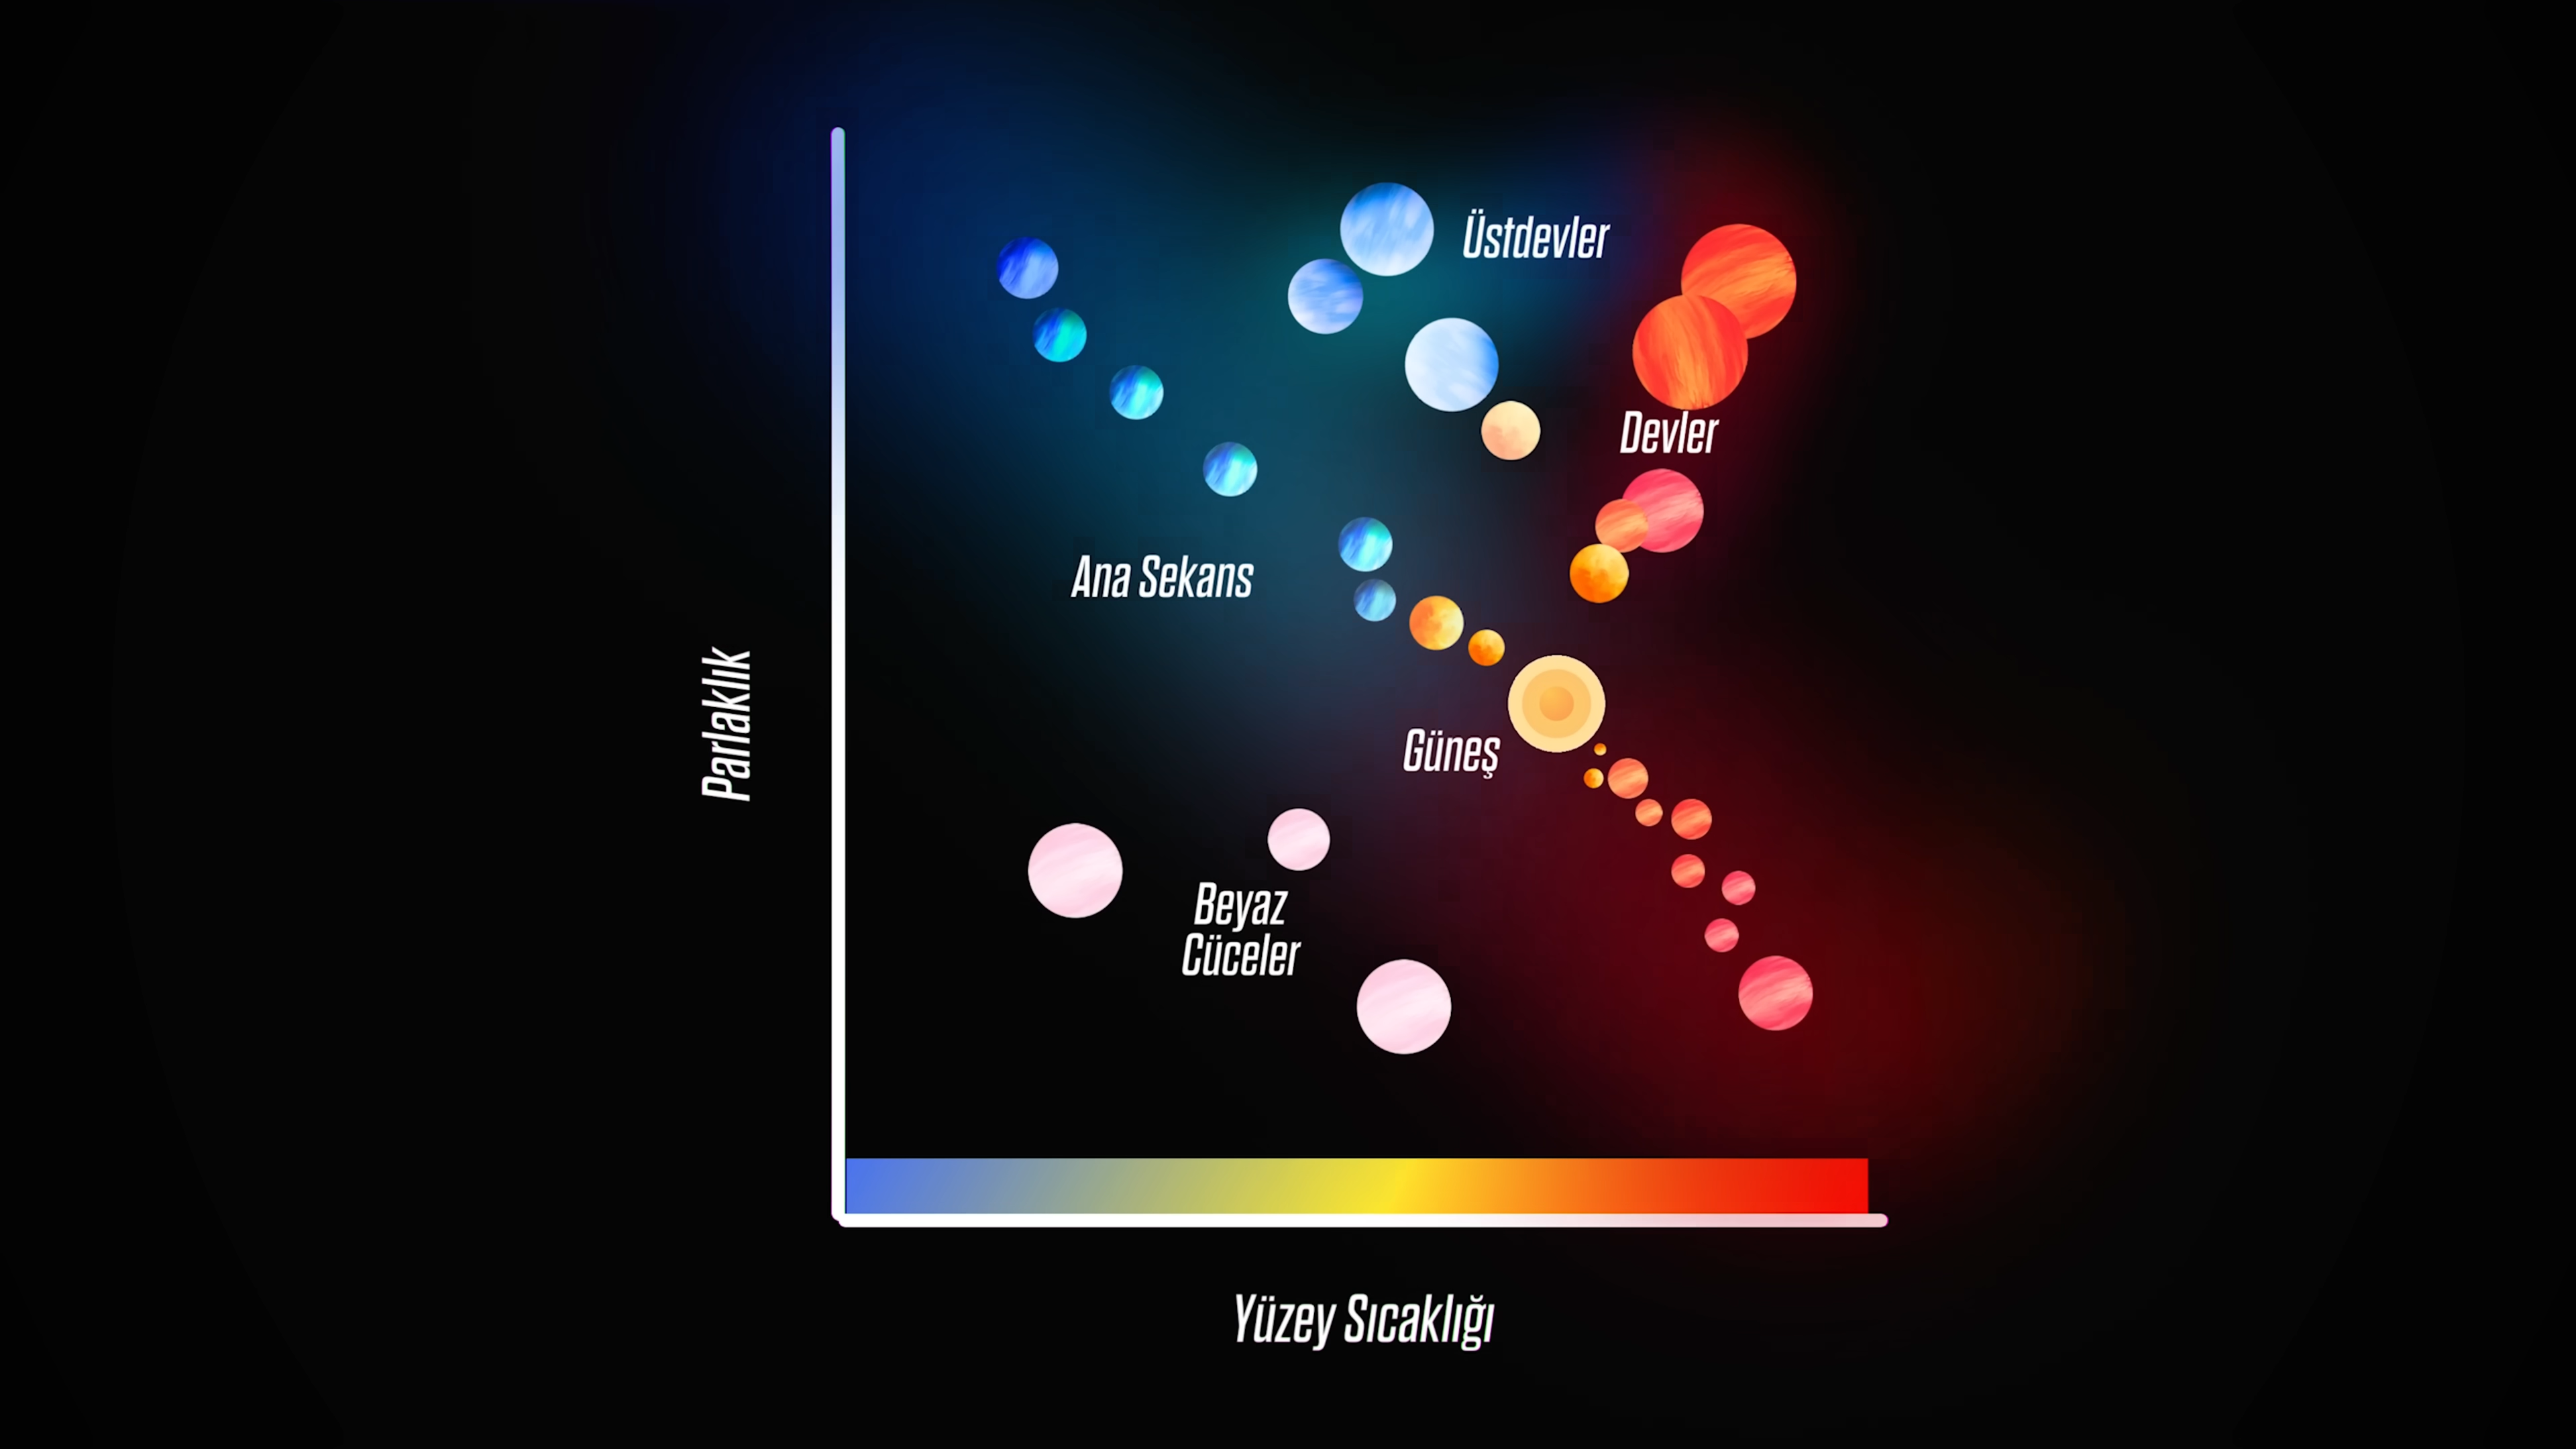 Üstdevler
Devler
Ana Sekans
Parlaklık
Güneş
Beyaz
Cüceler
Yüzey Sıcaklığı